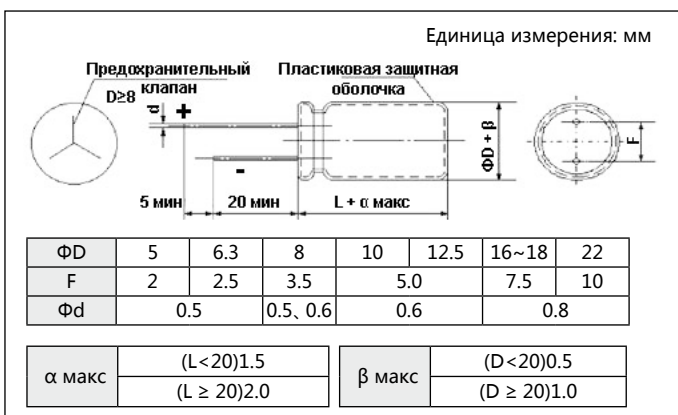 Единица измерения: мм
Предохранительный
клапан
D≥8
Пластиковая защитная
оболочка
d
+
-
ΦD + β
F
5 мин
20 мин
L + α макс
ΦD 5 6.3 8 10 12.5 16~18 22
F 2 2.5 3.5 5.0 7.5 10
Φd 0.5 0.5、0.6 0.6 0.8
α макс
(L<20)1.5
(L ≥ 20)2.0
β макс
(D<20)0.5
(D ≥ 20)1.0